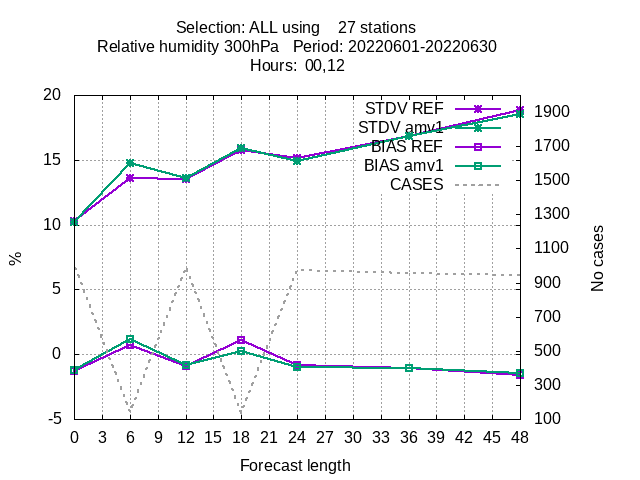 Selection: ALL using    27 stations
Relative humidity 300hPa   Period: 20220601-20220630
Hours:  00,12
20
15
10
5
0
-5
%
STDV REF
STDV amv1
BIAS REF
BIAS amv1
CASES
1900
1700
1500
1300
1100
900
700
500
300
100
No cases
0 3 6 9 12 15 18 21 24 27 30 33 36 39 42 45 48
Forecast length